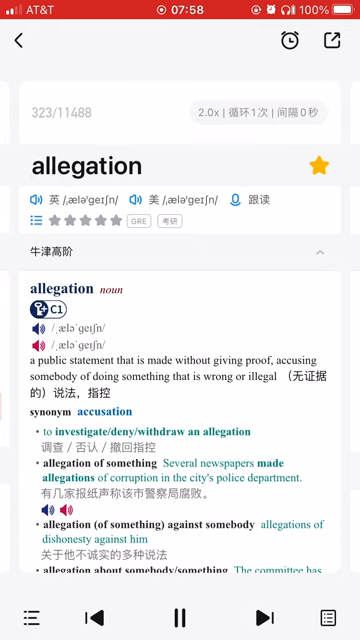 AT&T 07:58 100%
323/11488 2.0x | 循环1次 | 间隔0秒
allegation
英 /ˌæləˈɡeɪʃn/ 美 /ˌæləˈɡeɪʃn/ 跟读
GRE 考研
牛津高阶
allegation noun
C1
/ˌæləˈɡeɪʃn/
/ˌæləˈɡeɪʃn/
a public statement that is made without giving proof, accusing
somebody of doing something that is wrong or illegal （无证据
的）说法，指控
synonym accusation
• to investigate/deny/withdraw an allegation
调查 / 否认 / 撤回指控
• allegation of something Several newspapers made
allegations of corruption in the city's police department.
有几家报纸声称该市警察局腐败。
• allegation (of something) against somebody allegations of
dishonesty against him
关于他不诚实的多种说法
• allegation about somebody/something The committee has